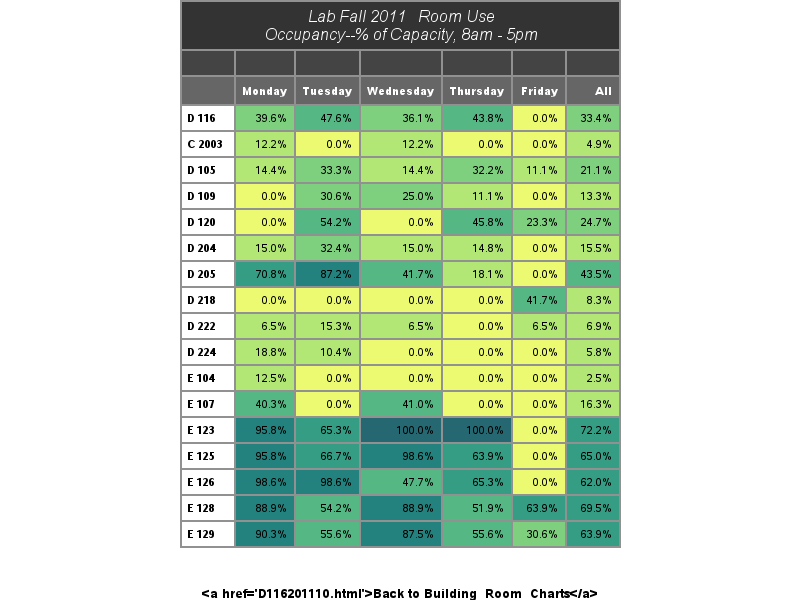 Lab Fall 2011 Room Use
Occupancy--% of Capacity, 8am - 5pm
Monday Tuesday Wednesday Thursday Friday All
D 116 39.6% 47.6% 36.1% 43.8% 0.0% 33.4%
C 2003 12.2% 0.0% 12.2% 0.0% 0.0% 4.9%
D 105 14.4% 33.3% 14.4% 32.2% 11.1% 21.1%
D 109 0.0% 30.6% 25.0% 11.1% 0.0% 13.3%
D 120 0.0% 54.2% 0.0% 45.8% 23.3% 24.7%
D 204 15.0% 32.4% 15.0% 14.8% 0.0% 15.5%
D 205 70.8% 87.2% 41.7% 18.1% 0.0% 43.5%
D 218 0.0% 0.0% 0.0% 0.0% 41.7% 8.3%
D 222 6.5% 15.3% 6.5% 0.0% 6.5% 6.9%
D 224 18.8% 10.4% 0.0% 0.0% 0.0% 5.8%
E 104 12.5% 0.0% 0.0% 0.0% 0.0% 2.5%
E 107 40.3% 0.0% 41.0% 0.0% 0.0% 16.3%
E 123 95.8% 65.3% 100.0% 100.0% 0.0% 72.2%
E 125 95.8% 66.7% 98.6% 63.9% 0.0% 65.0%
E 126 98.6% 98.6% 47.7% 65.3% 0.0% 62.0%
E 128 88.9% 54.2% 88.9% 51.9% 63.9% 69.5%
E 129 90.3% 55.6% 87.5% 55.6% 30.6% 63.9%
<a href='D116201110.html'>Back to Building Room Charts</a>